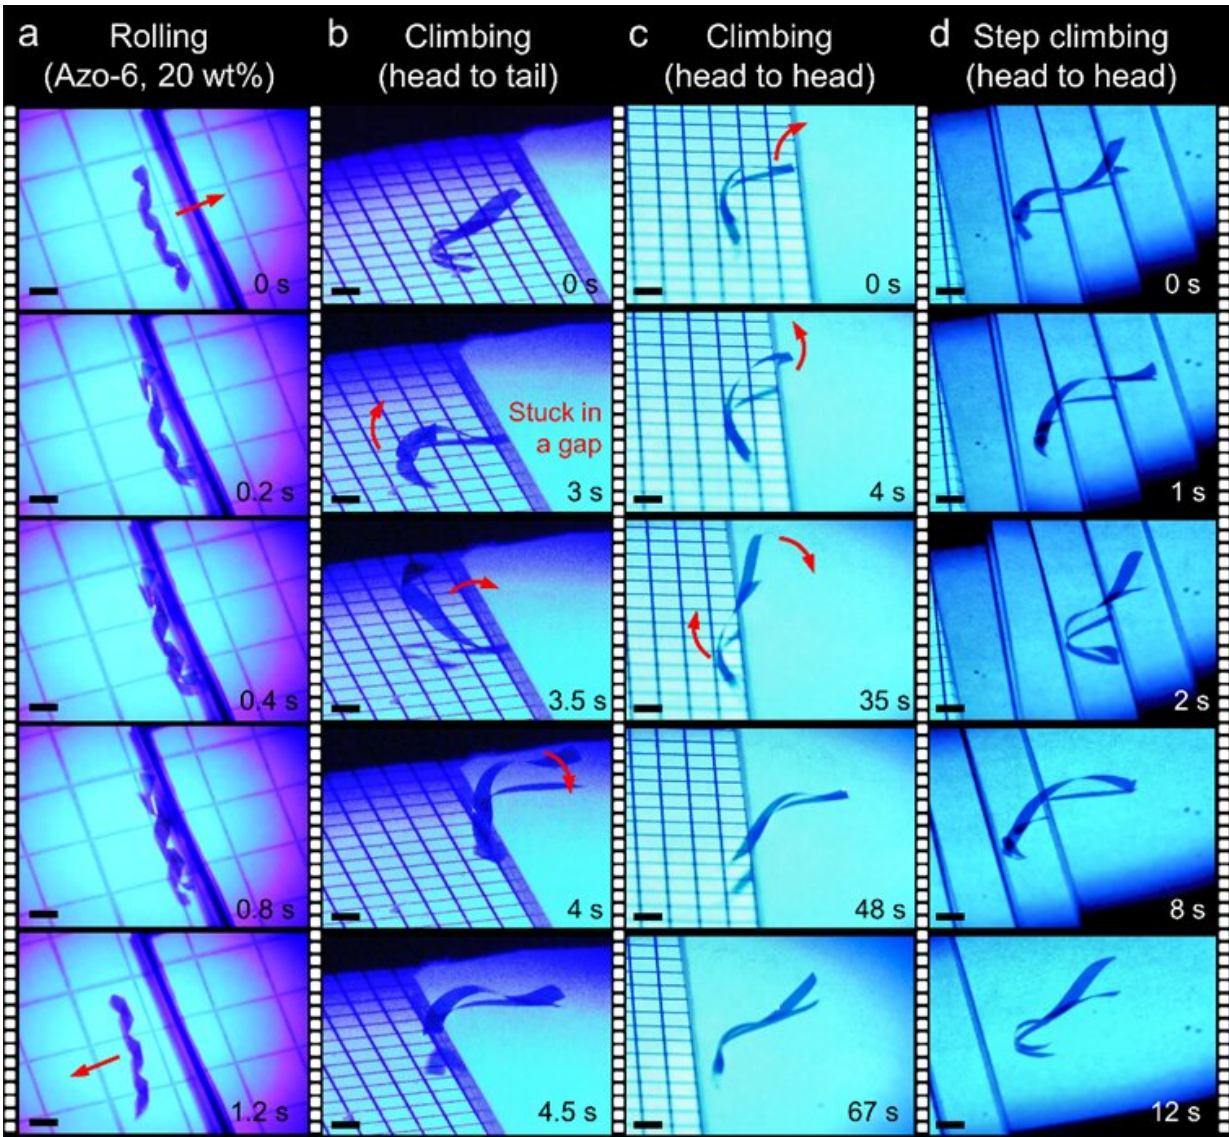 a
Rolling
(Azo-6, 20 wt%)
0 s
0.2 s
0.4 s
0.8 s
1.2 s
b
Climbing
(head to tail)
0 s
Stuck in
a gap
3 s
3.5 s
4 s
4.5 s
c
Climbing
(head to head)
0 s
4 s
35 s
48 s
67 s
d
Step climbing
(head to head)
0 s
1 s
2 s
8 s
12 s